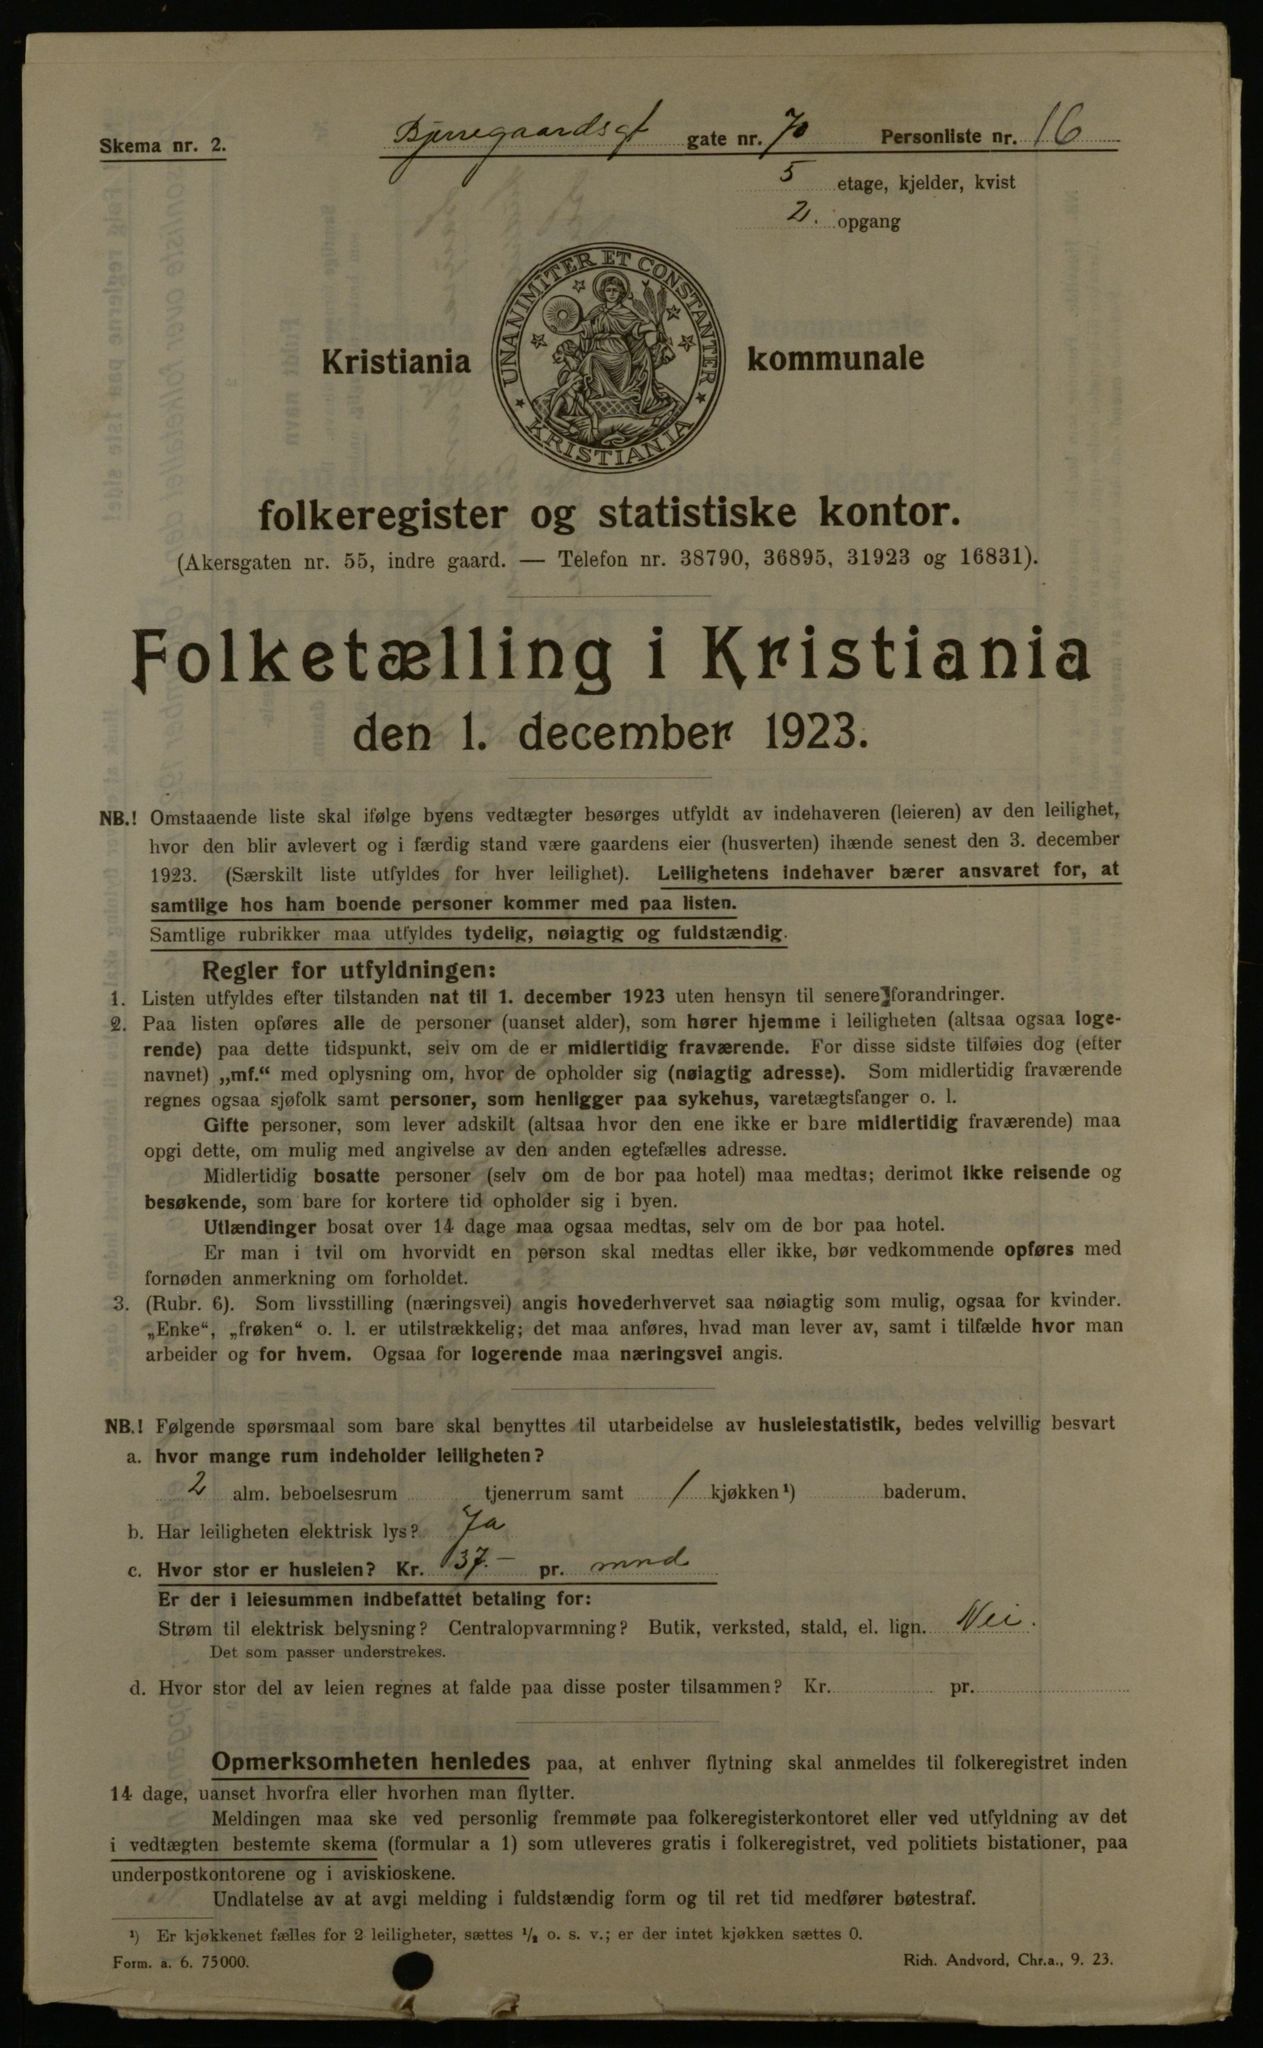 Skema nr. 2.
Bjerregaardsgt gate nr. 70 Personliste nr. 16
5 etage, kjelder, kvist
2. opgang
UNANIMITER ET CONSTANTER
KRISTIANIA
Kristiania kommunale
folkeregister og statistiske kontor.
(Akersgaten nr. 55, indre gaard. — Telefon nr. 38790, 36895, 31923 og 16831).
Folketælling i Kristiania
den 1. december 1923.
NB.! Omstaaende liste skal ifølge byens vedtægter besørges utfyldt av indehaveren (leieren) av den leilighet,
hvor den blir avlevert og i færdig stand være gaardens eier (husverten) ihænde senest den 3. december
1923. (Særskilt liste utfyldes for hver leilighet). Leilighetens indehaver bærer ansvaret for, at
samtlige hos ham boende personer kommer med paa listen.
Samtlige rubrikker maa utfyldes tydelig, nøiagtig og fuldstændig.
Regler for utfyldningen:
1. Listen utfyldes efter tilstanden nat til 1. december 1923 uten hensyn til senere forandringer.
2. Paa listen opføres alle de personer (uanset alder), som hører hjemme i leiligheten (altsaa ogsaa loge-
rende) paa dette tidspunkt, selv om de er midlertidig fraværende. For disse sidste tilføies dog (efter
navnet) „mf.“ med oplysning om, hvor de opholder sig (nøiagtig adresse). Som midlertidig fraværende
regnes ogsaa sjøfolk samt personer, som henligger paa sykehus, varetægtsfanger o. l.
Gifte personer, som lever adskilt (altsaa hvor den ene ikke er bare midlertidig fraværende) maa
opgi dette, om mulig med angivelse av den anden egtefælles adresse.
Midlertidig bosatte personer (selv om de bor paa hotel) maa medtas; derimot ikke reisende og
besøkende, som bare for kortere tid opholder sig i byen.
Utlændinger bosat over 14 dage maa ogsaa medtas, selv om de bor paa hotel.
Er man i tvil om hvorvidt en person skal medtas eller ikke, bør vedkommende opføres med
fornøden anmerkning om forholdet.
3. (Rubr. 6). Som livsstilling (næringsvei) angis hovederhvervet saa nøiagtig som mulig, ogsaa for kvinder.
„Enke“, „frøken“ o. l. er utilstrækkelig; det maa anføres, hvad man lever av, samt i tilfælde hvor man
arbeider og for hvem. Ogsaa for logerende maa næringsvei angis.
NB.! Følgende spørsmaal som bare skal benyttes til utarbeidelse av husleiestatistik, bedes velvillig besvart
a. hvor mange rum indeholder leiligheten?
2 alm. beboelsesrum tjenerrum samt 1 kjøkken ¹) baderum.
b. Har leiligheten elektrisk lys? Ja
c. Hvor stor er husleien? Kr. 37.- pr. mnd
Er der i leiesummen indbefattet betaling for:
Strøm til elektrisk belysning? Centralopvarmning? Butik, verksted, stald, el. lign. Nei.
Det som passer understrekes.
d. Hvor stor del av leien regnes at falde paa disse poster tilsammen? Kr. pr.
Opmerksomheten henledes paa, at enhver flytning skal anmeldes til folkeregistret inden
14 dage, uanset hvorfra eller hvorhen man flytter.
Meldingen maa ske ved personlig fremmøte paa folkeregisterkontoret eller ved utfyldning av det
i vedtægten bestemte skema (formular a 1) som utleveres gratis i folkeregistret, ved politiets bistationer, paa
underpostkontorene og i aviskioskene.
Undlatelse av at avgi melding i fuldstændig form og til ret tid medfører bøtestraf.
¹) Er kjøkkenet fælles for 2 leiligheter, sættes ½ o. s. v.; er der intet kjøkken sættes 0.
Form. a. 6. 75000. Rich. Andvord, Chr.a., 9. 23.